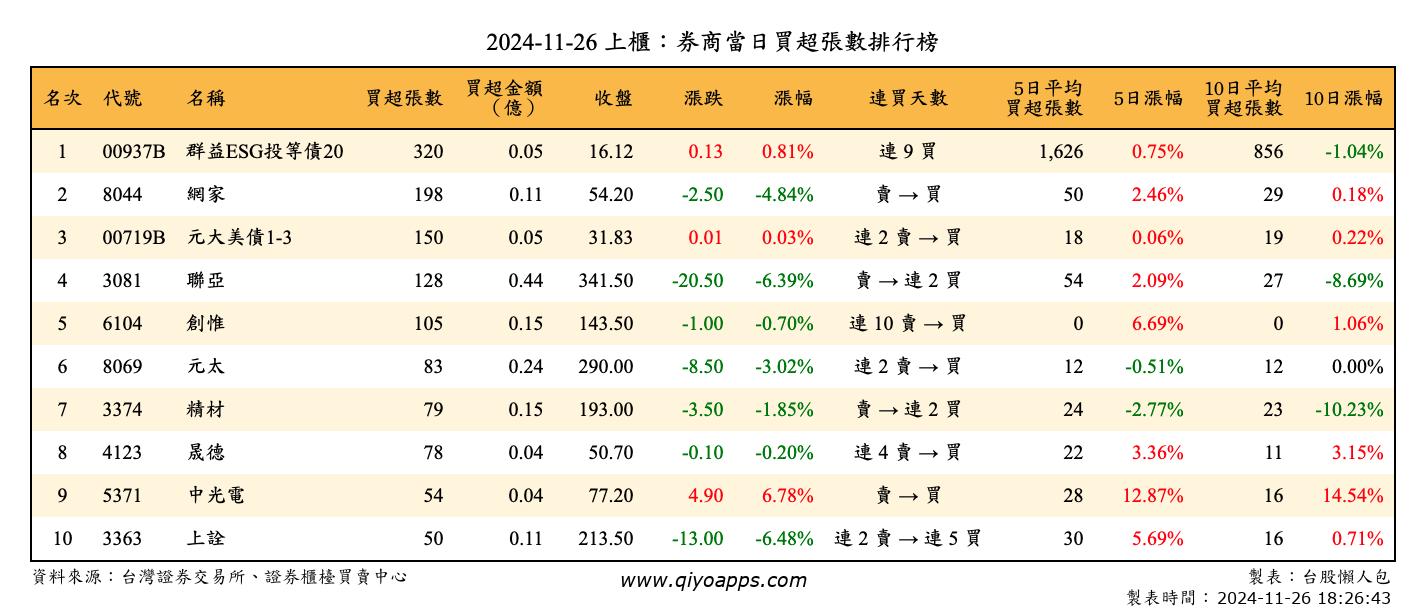 2024-11-26 上櫃：券商當日買超張數排行榜
名次 代號 名稱 買超張數 買超金額（億） 收盤 漲跌 漲幅 連買天數 5日平均買超張數 5日漲幅 10日平均買超張數 10日漲幅
1 00937B 群益ESG投等債20 320 0.05 16.12 0.13 0.81% 連 9 買 1,626 0.75% 856 -1.04%
2 8044 網家 198 0.11 54.20 -2.50 -4.84% 賣 → 買 50 2.46% 29 0.18%
3 00719B 元大美債1-3 150 0.05 31.83 0.01 0.03% 連 2 賣 → 買 18 0.06% 19 0.22%
4 3081 聯亞 128 0.44 341.50 -20.50 -6.39% 賣 → 連 2 買 54 2.09% 27 -8.69%
5 6104 創惟 105 0.15 143.50 -1.00 -0.70% 連 10 賣 → 買 0 6.69% 0 1.06%
6 8069 元太 83 0.24 290.00 -8.50 -3.02% 連 2 賣 → 買 12 -0.51% 12 0.00%
7 3374 精材 79 0.15 193.00 -3.50 -1.85% 賣 → 連 2 買 24 -2.77% 23 -10.23%
8 4123 晟德 78 0.04 50.70 -0.10 -0.20% 連 4 賣 → 買 22 3.36% 11 3.15%
9 5371 中光電 54 0.04 77.20 4.90 6.78% 賣 → 買 28 12.87% 16 14.54%
10 3363 上詮 50 0.11 213.50 -13.00 -6.48% 連 2 賣 → 連 5 買 30 5.69% 16 0.71%
資料來源：台灣證券交易所、證券櫃檯買賣中心 www.qiyoapps.com 製表：台股懶人包
製表時間：2024-11-26 18:26:43